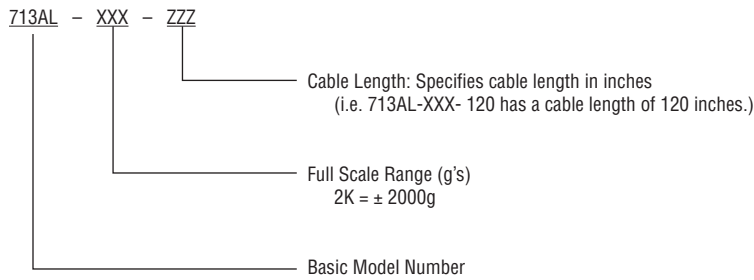 713AL – XXX – ZZZ
Cable Length: Specifies cable length in inches
(i.e. 713AL-XXX- 120 has a cable length of 120 inches.)
Full Scale Range (g's)
2K = ± 2000g
Basic Model Number